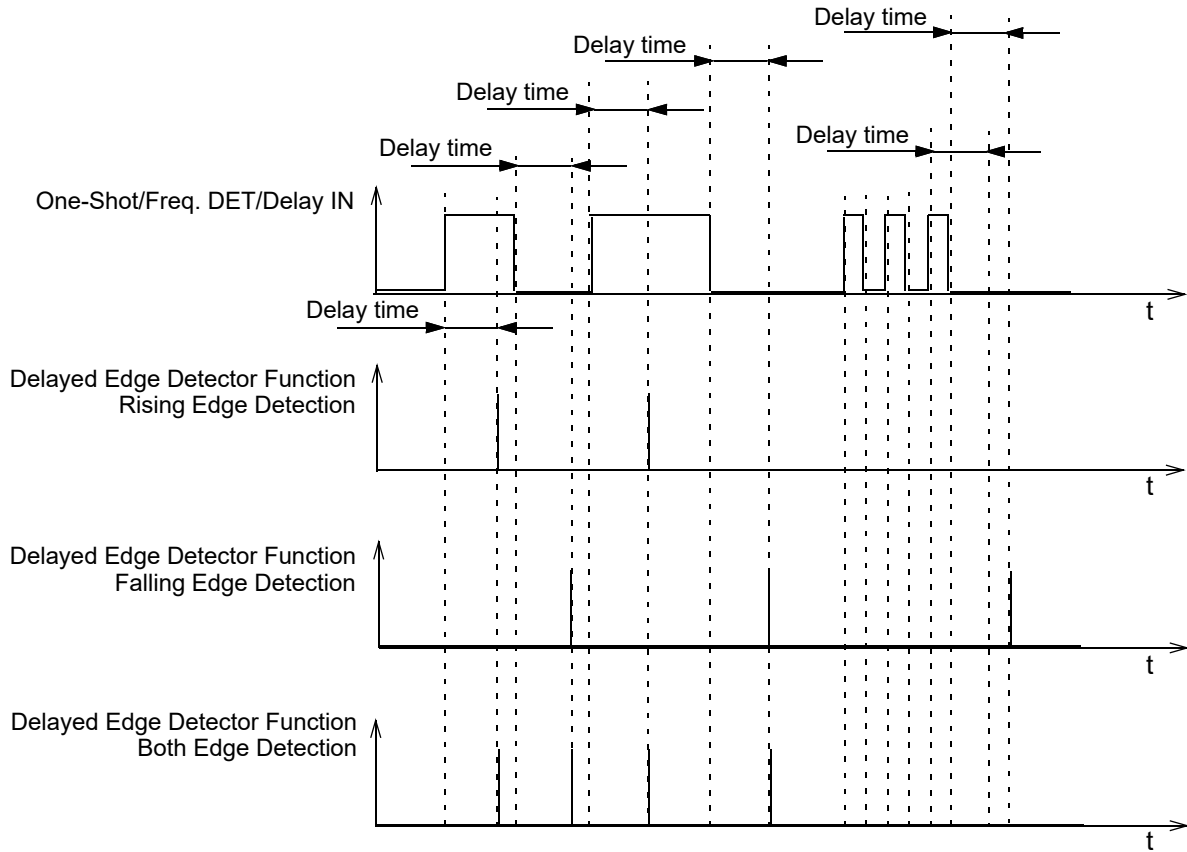 Delay time
Delay time
Delay time
Delay time
Delay time
One-Shot/Freq. DET/Delay IN
t
Delay time
Delayed Edge Detector Function
Rising Edge Detection
t
Delayed Edge Detector Function
Falling Edge Detection
t
Delayed Edge Detector Function
Both Edge Detection
t